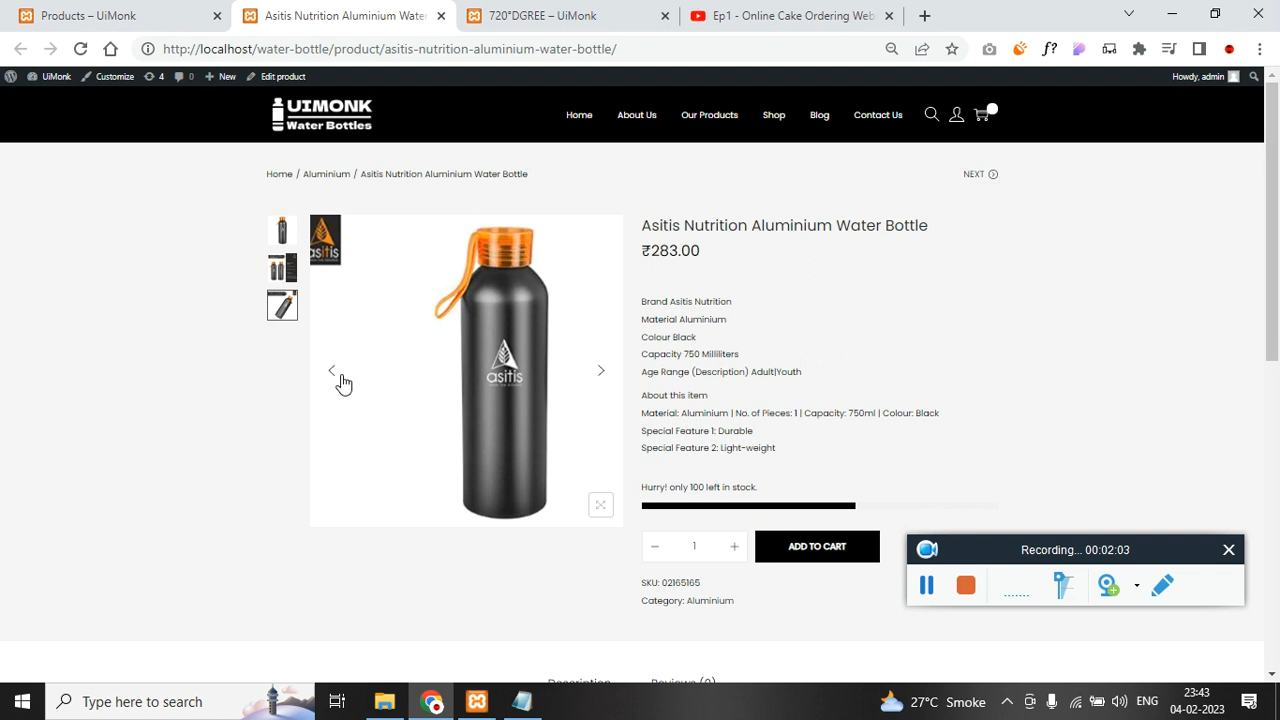 Products – UiMonk
Asitis Nutrition Aluminium Water
720°DGREE – UiMonk
Ep1 - Online Cake Ordering Web
http://localhost/water-bottle/product/asitis-nutrition-aluminium-water-bottle/
f?
UiMonk
Customize
4
0
New
Edit product
Howdy, admin
UIMONK
Water Bottles
Home
About Us
Our Products
Shop
Blog
Contact Us
Home / Aluminium / Asitis Nutrition Aluminium Water Bottle
NEXT
asitis
asitis
Asitis Nutrition Aluminium Water Bottle
₹283.00
Brand Asitis Nutrition
Material Aluminium
Colour Black
Capacity 750 Milliliters
Age Range (Description) Adult|Youth
About this item
Material: Aluminium | No. of Pieces: 1 | Capacity: 750ml | Colour: Black
Special Feature 1: Durable
Special Feature 2: Light-weight
Hurry! only 100 left in stock.
− 1 +
ADD TO CART
SKU: 02165165
Category: Aluminium
Recording... 00:02:03
Description
Reviews (0)
Type here to search
27°C Smoke
ENG
23:43
04-02-2023